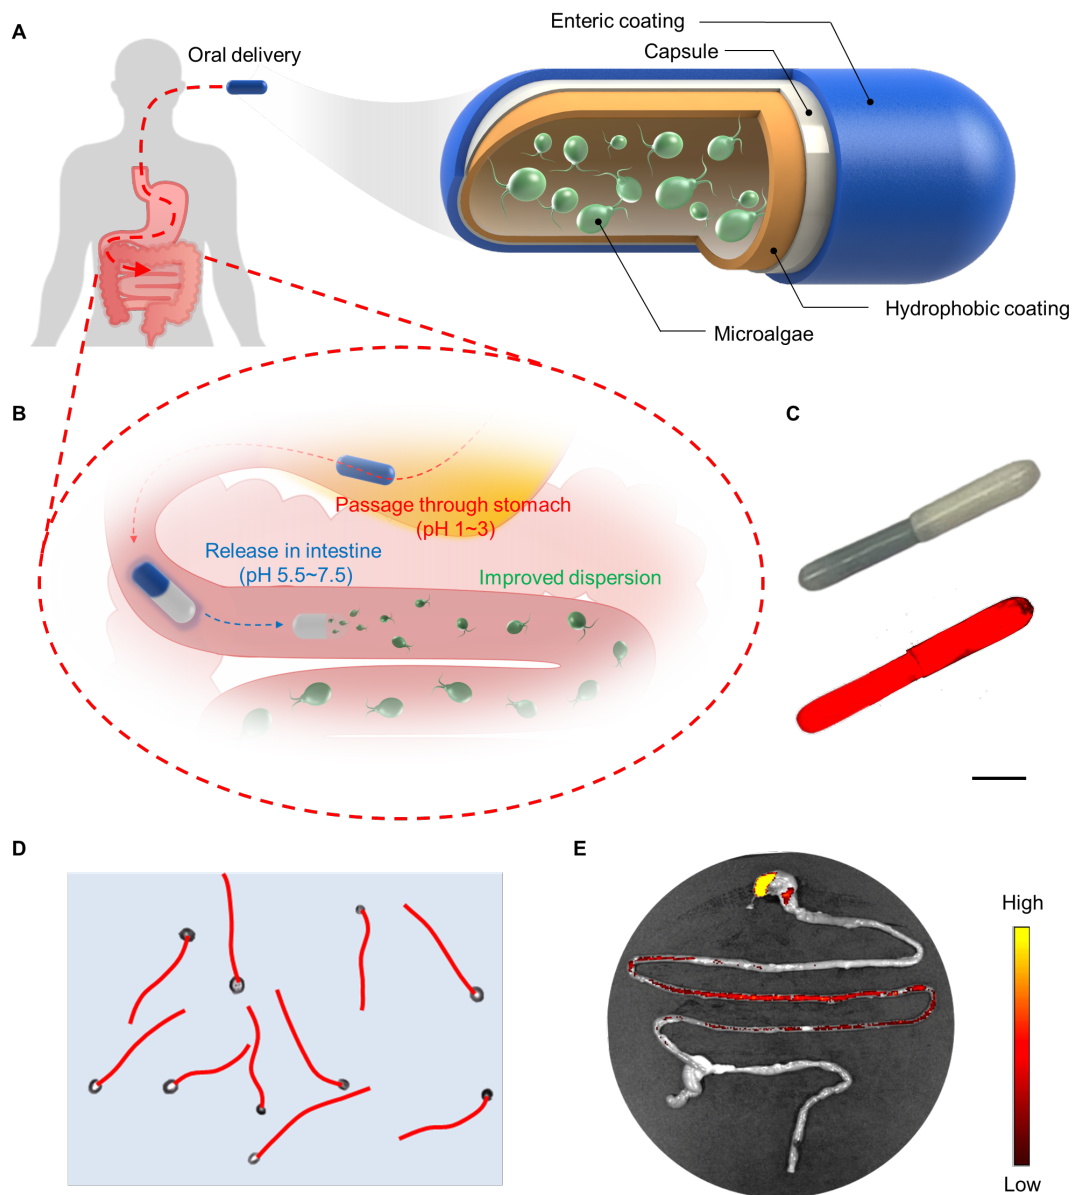 A
Oral delivery
Enteric coating
Capsule
Hydrophobic coating
Microalgae
B
Passage through stomach
(pH 1~3)
Release in intestine
(pH 5.5~7.5)
Improved dispersion
C
D
E
High
Low